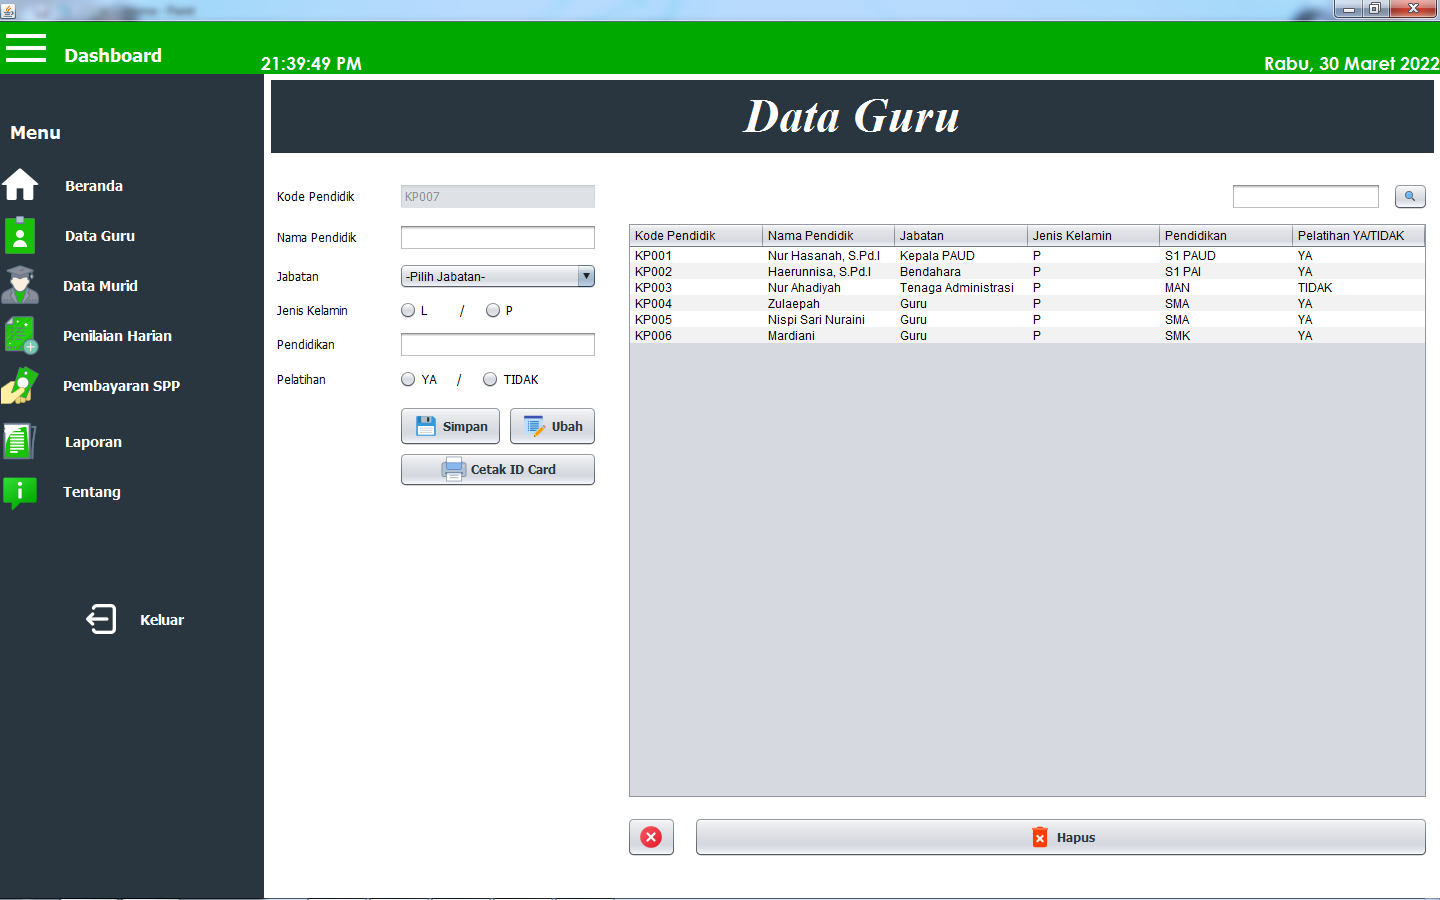 Dashboard
21:39:49 PM
Rabu, 30 Maret 2022
Menu
Beranda
Data Guru
Data Murid
Penilaian Harian
Pembayaran SPP
Laporan
Tentang
Keluar
Data Guru
Kode Pendidik KP007
Nama Pendidik
Jabatan -Pilih Jabatan-
Jenis Kelamin L / P
Pendidikan
Pelatihan YA / TIDAK
Simpan Ubah
Cetak ID Card
Kode Pendidik Nama Pendidik Jabatan Jenis Kelamin Pendidikan Pelatihan YA/TIDAK
KP001 Nur Hasanah, S.Pd.I Kepala PAUD P S1 PAUD YA
KP002 Haerunnisa, S.Pd.I Bendahara P S1 PAI YA
KP003 Nur Ahadiyah Tenaga Administrasi P MAN TIDAK
KP004 Zulaepah Guru P SMA YA
KP005 Nispi Sari Nuraini Guru P SMA YA
KP006 Mardiani Guru P SMK YA
Hapus